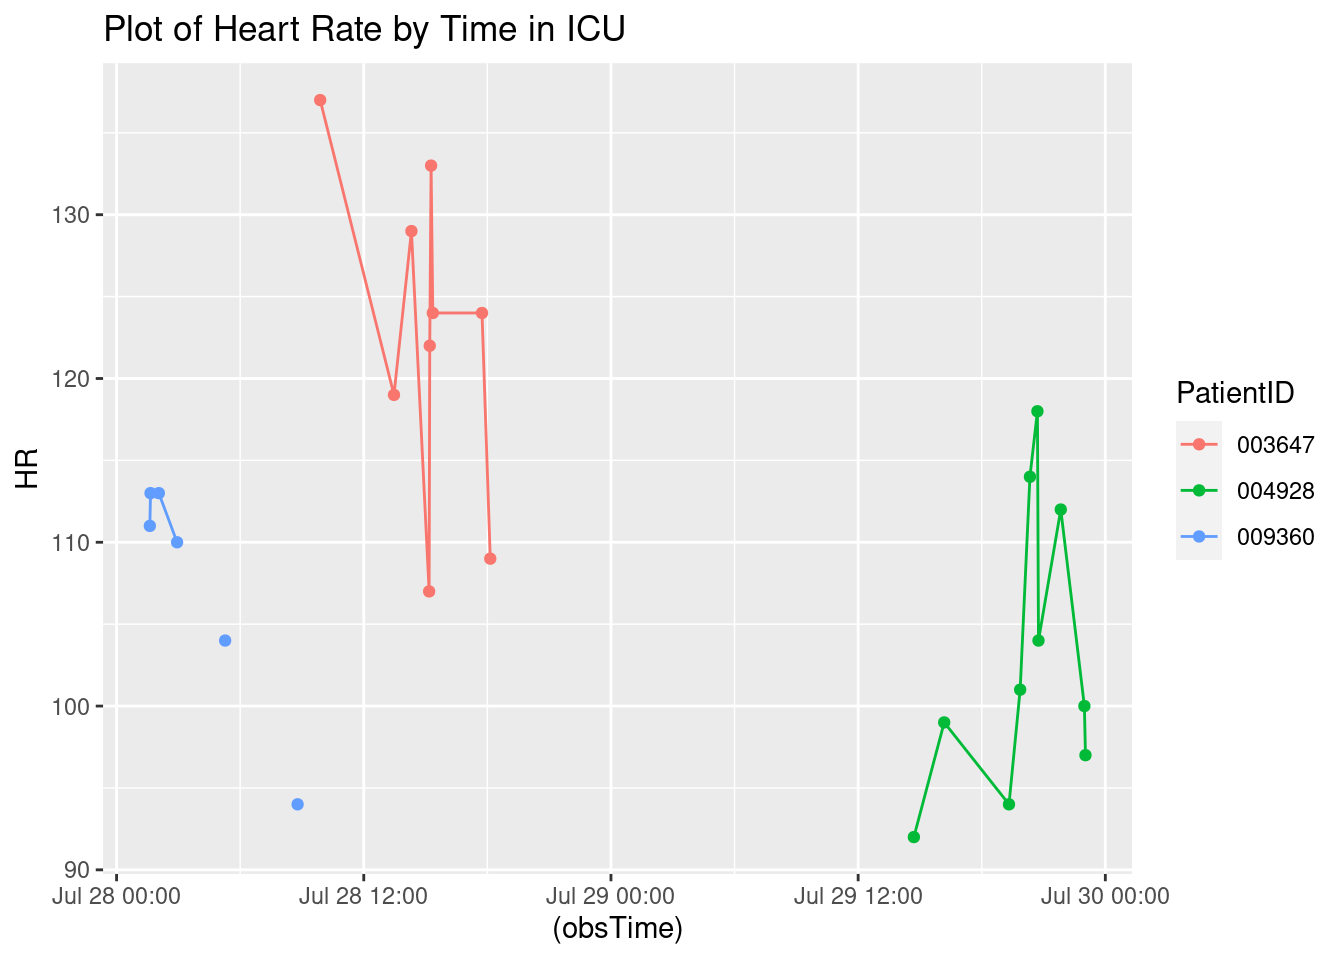 Plot of Heart Rate by Time in ICU
HR
130
120
110
100
90
Jul 28 00:00 Jul 28 12:00 Jul 29 00:00 Jul 29 12:00 Jul 30 00:00
(obsTime)
PatientID
003647
004928
009360